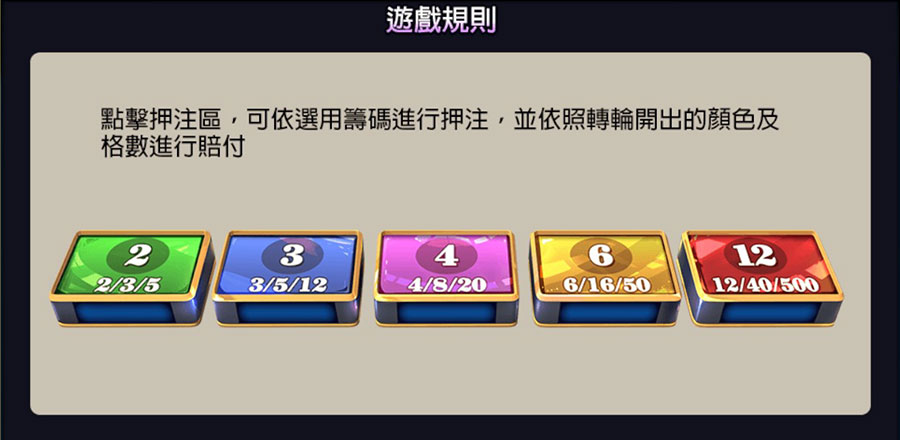 遊戲規則
點擊押注區，可依選用籌碼進行押注，並依照轉輪開出的顏色及
格數進行賠付
2 3 4 6 12
2/3/5 3/5/12 4/8/20 6/16/50 12/40/500